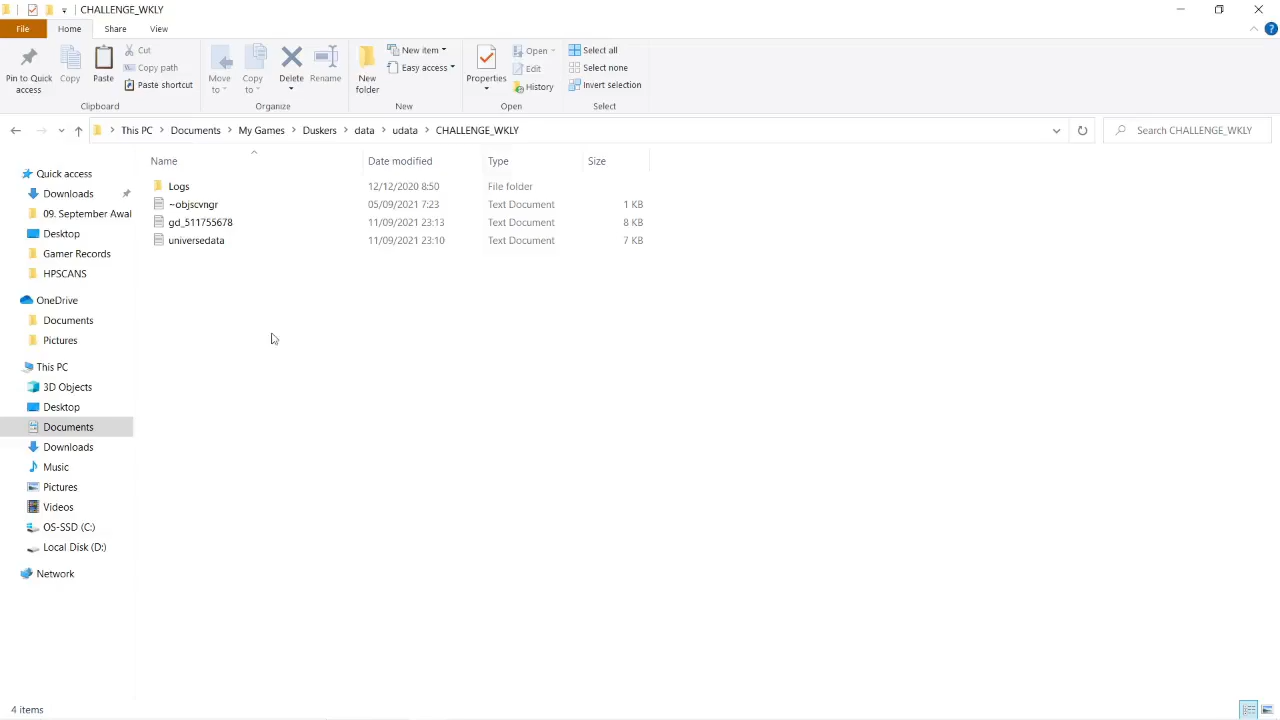 CHALLENGE_WKLY
File Home Share View
Pin to Quick access
Copy
Paste
Cut
Copy path
Paste shortcut
Clipboard
Move to
Copy to
Delete
Rename
Organize
New folder
New item
Easy access
New
Properties
Open
Edit
History
Open
Select all
Select none
Invert selection
Select
This PC > Documents > My Games > Duskers > data > udata > CHALLENGE_WKLY
Search CHALLENGE_WKLY
Name Date modified Type Size
Logs 12/12/2020 8:50 File folder
~objscvngr 05/09/2021 7:23 Text Document 1 KB
gd_511755678 11/09/2021 23:13 Text Document 8 KB
universedata 11/09/2021 23:10 Text Document 7 KB
Quick access
Downloads
09. September Awal
Desktop
Gamer Records
HPSCANS
OneDrive
Documents
Pictures
This PC
3D Objects
Desktop
Documents
Downloads
Music
Pictures
Videos
OS-SSD (C:)
Local Disk (D:)
Network
4 items